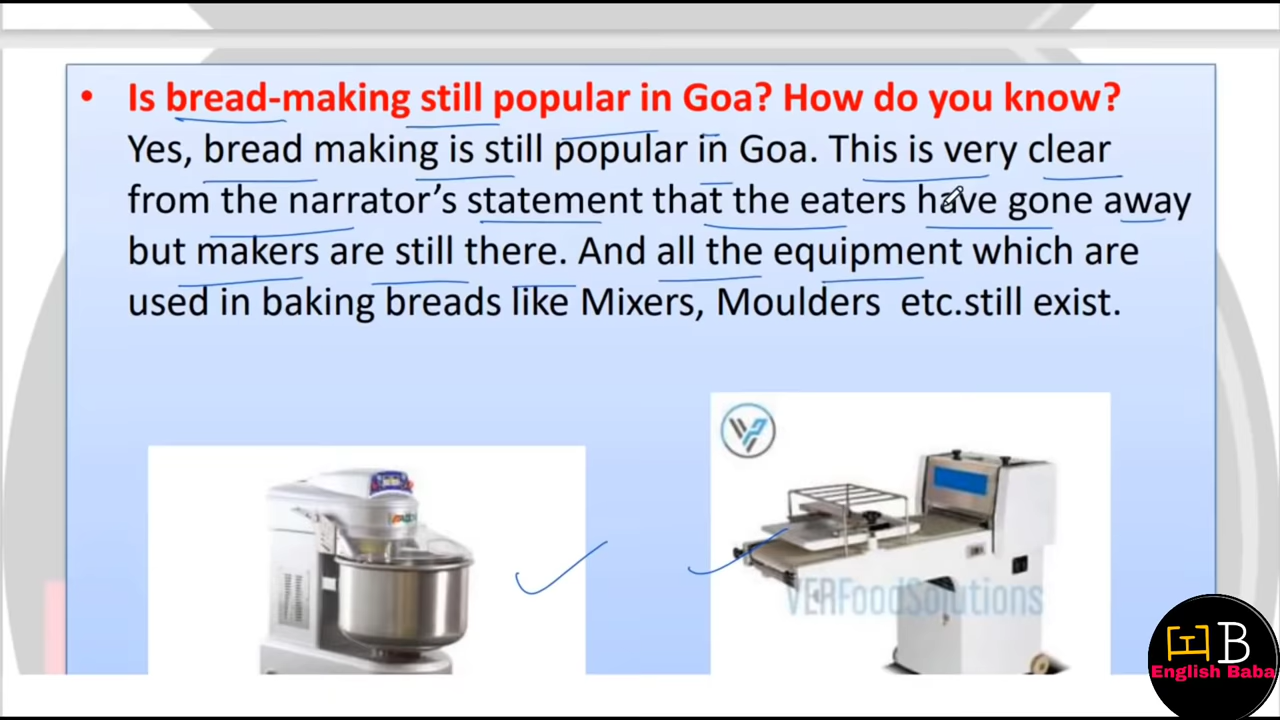 • Is bread-making still popular in Goa? How do you know?
Yes, bread making is still popular in Goa. This is very clear
from the narrator’s statement that the eaters have gone away
but makers are still there. And all the equipment which are
used in baking breads like Mixers, Moulders  etc.still exist.
VERFoodSolutions
B
English Baba